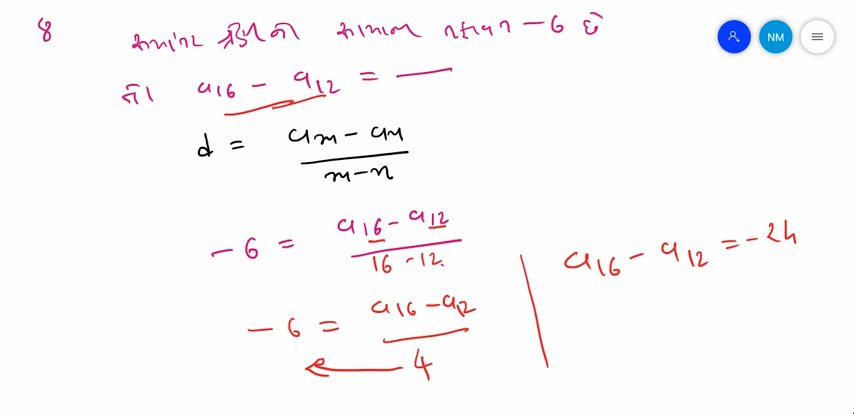 8 સમાંતર શ્રેણીનો સામાન્ય તફાવત -6 છે
NM
તો a₁₆ - a₁₂ = ——
d = (aₘ - aₙ) / (m - n)
-6 = (a₁₆ - a₁₂) / (16 - 12)
a₁₆ - a₁₂ = -24
-6 = (a₁₆ - a₁₂) / 4